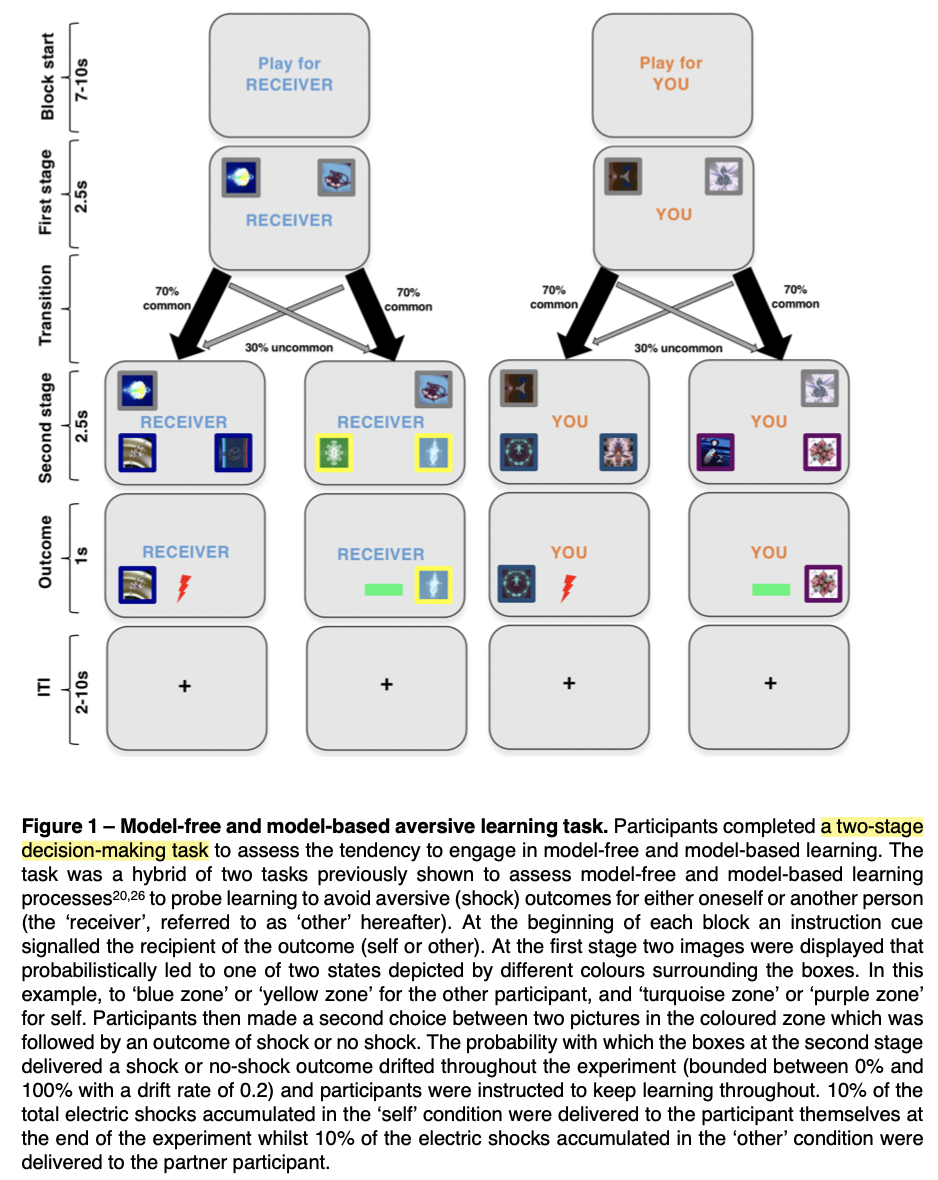 Block start
7-10s
Play for
RECEIVER
Play for
YOU
First stage
2.5s
RECEIVER
YOU
Transition
70%
common
70%
common
30% uncommon
70%
common
70%
common
30% uncommon
Second stage
2.5s
RECEIVER
RECEIVER
YOU
YOU
Outcome
1s
RECEIVER
RECEIVER
YOU
YOU
ITI
2-10s
+
+
+
+
Figure 1 – Model-free and model-based aversive learning task. Participants completed a two-stage
decision-making task to assess the tendency to engage in model-free and model-based learning. The
task was a hybrid of two tasks previously shown to assess model-free and model-based learning
processes20,26 to probe learning to avoid aversive (shock) outcomes for either oneself or another person
(the ‘receiver’, referred to as ‘other’ hereafter). At the beginning of each block an instruction cue
signalled the recipient of the outcome (self or other). At the first stage two images were displayed that
probabilistically led to one of two states depicted by different colours surrounding the boxes. In this
example, to ‘blue zone’ or ‘yellow zone’ for the other participant, and ‘turquoise zone’ or ‘purple zone’
for self. Participants then made a second choice between two pictures in the coloured zone which was
followed by an outcome of shock or no shock. The probability with which the boxes at the second stage
delivered a shock or no-shock outcome drifted throughout the experiment (bounded between 0% and
100% with a drift rate of 0.2) and participants were instructed to keep learning throughout. 10% of the
total electric shocks accumulated in the ‘self’ condition were delivered to the participant themselves at
the end of the experiment whilst 10% of the electric shocks accumulated in the ‘other’ condition were
delivered to the partner participant.